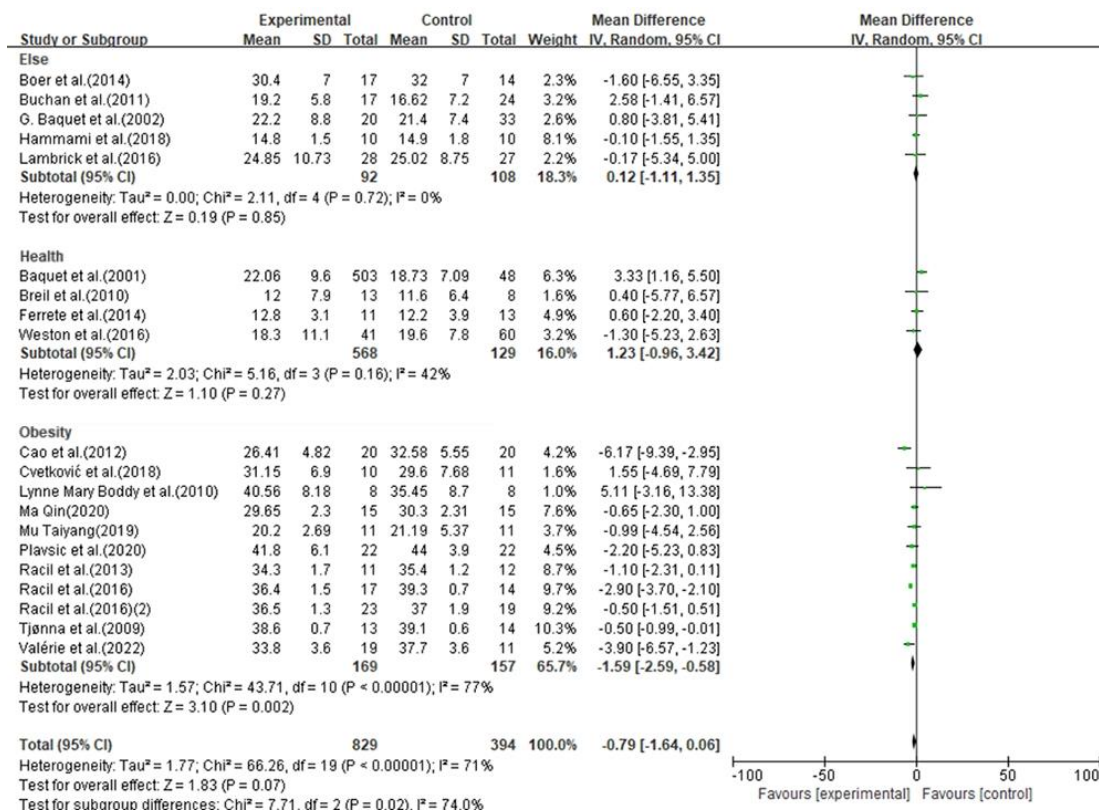 Experimental Control Mean Difference Mean Difference
Study or Subgroup Mean SD Total Mean SD Total Weight IV, Random, 95% CI IV, Random, 95% CI
Else
Boer et al.(2014) 30.4 7 17 32 7 14 2.3% -1.60 [-6.55, 3.35]
Buchan et al.(2011) 19.2 5.8 17 16.62 7.2 24 3.2% 2.58 [-1.41, 6.57]
G. Baquet et al.(2002) 22.2 8.8 20 21.4 7.4 33 2.6% 0.80 [-3.81, 5.41]
Hammami et al.(2018) 14.8 1.5 10 14.9 1.8 10 8.1% -0.10 [-1.55, 1.35]
Lambrick et al.(2016) 24.85 10.73 28 25.02 8.75 27 2.2% -0.17 [-5.34, 5.00]
Subtotal (95% CI) 92 108 18.3% 0.12 [-1.11, 1.35]
Heterogeneity: Tau² = 0.00; Chi² = 2.11, df = 4 (P = 0.72); I² = 0%
Test for overall effect: Z = 0.19 (P = 0.85)
Health
Baquet et al.(2001) 22.06 9.6 503 18.73 7.09 48 6.3% 3.33 [1.16, 5.50]
Breil et al.(2010) 12 7.9 13 11.6 6.4 8 1.6% 0.40 [-5.77, 6.57]
Ferrete et al.(2014) 12.8 3.1 11 12.2 3.9 13 4.9% 0.60 [-2.20, 3.40]
Weston et al.(2016) 18.3 11.1 41 19.6 7.8 60 3.2% -1.30 [-5.23, 2.63]
Subtotal (95% CI) 568 129 16.0% 1.23 [-0.96, 3.42]
Heterogeneity: Tau² = 2.03; Chi² = 5.16, df = 3 (P = 0.16); I² = 42%
Test for overall effect: Z = 1.10 (P = 0.27)
Obesity
Cao et al.(2012) 26.41 4.82 20 32.58 5.55 20 4.2% -6.17 [-9.39, -2.95]
Cvetković et al.(2018) 31.15 6.9 10 29.6 7.68 11 1.6% 1.55 [-4.69, 7.79]
Lynne Mary Boddy et al.(2010) 40.56 8.18 8 35.45 8.7 8 1.0% 5.11 [-3.16, 13.38]
Ma Qin(2020) 29.65 2.3 15 30.3 2.31 15 7.6% -0.65 [-2.30, 1.00]
Mu Taiyang(2019) 20.2 2.69 11 21.19 5.37 11 3.7% -0.99 [-4.54, 2.56]
Plavsic et al.(2020) 41.8 6.1 22 44 3.9 22 4.5% -2.20 [-5.23, 0.83]
Racil et al.(2013) 34.3 1.7 11 35.4 1.2 12 8.7% -1.10 [-2.31, 0.11]
Racil et al.(2016) 36.4 1.5 17 39.3 0.7 14 9.7% -2.90 [-3.70, -2.10]
Racil et al.(2016)(2) 36.5 1.3 23 37 1.9 19 9.2% -0.50 [-1.51, 0.51]
Tjønna et al.(2009) 38.6 0.7 13 39.1 0.6 14 10.3% -0.50 [-0.99, -0.01]
Valérie et al.(2022) 33.8 3.6 19 37.7 3.6 11 5.2% -3.90 [-6.57, -1.23]
Subtotal (95% CI) 169 157 65.7% -1.59 [-2.59, -0.58]
Heterogeneity: Tau² = 1.57; Chi² = 43.71, df = 10 (P < 0.00001); I² = 77%
Test for overall effect: Z = 3.10 (P = 0.002)
Total (95% CI) 829 394 100.0% -0.79 [-1.64, 0.06]
Heterogeneity: Tau² = 1.77; Chi² = 66.26, df = 19 (P < 0.00001); I² = 71%
Test for overall effect: Z = 1.83 (P = 0.07)
Test for subgroup differences: Chi² = 7.71, df = 2 (P = 0.02), I² = 74.0%
-100 -50 0 50 100
Favours [experimental] Favours [control]